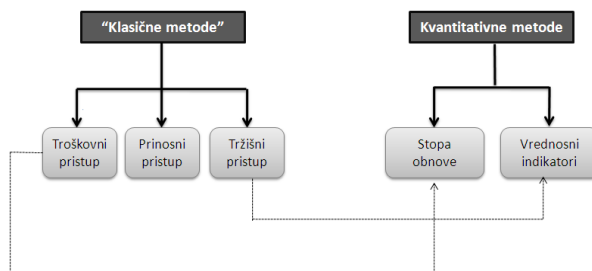 “Klasične metode”
Kvantitativne metode
Troškovni
pristup
Prinosni
pristup
Tržišni
pristup
Stopa
obnove
Vrednosni
indikatori